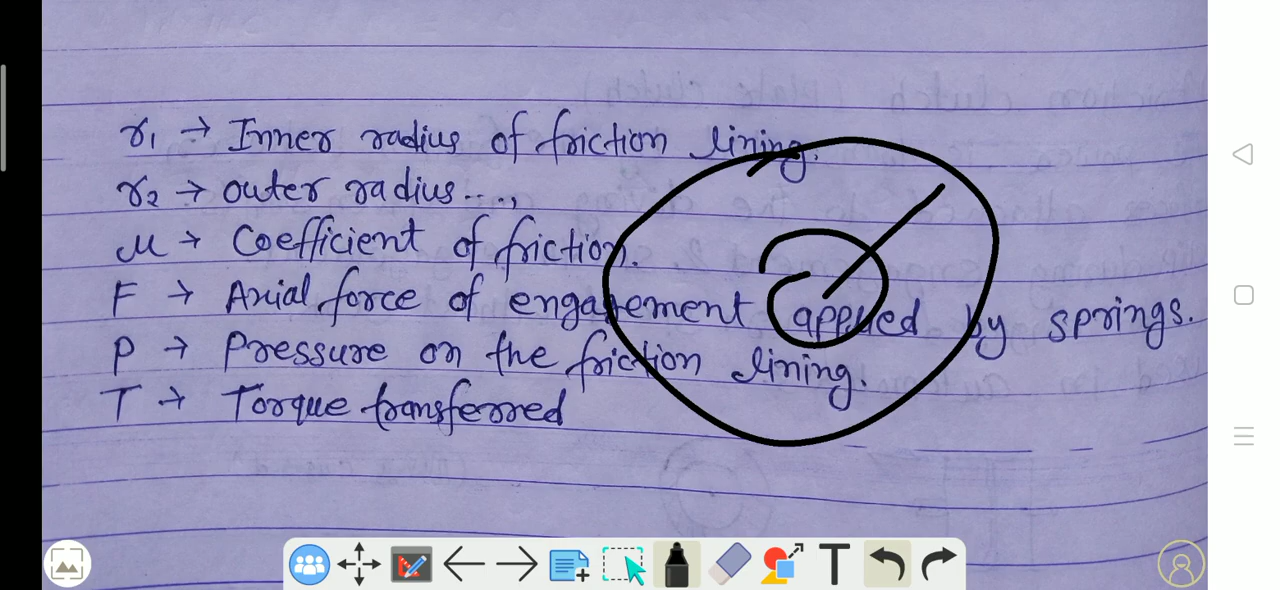 r1 → Inner radius of friction lining.
r2 → outer radius....,
μ → Coefficient of friction.
F → Axial force of engagement applied by springs.
P → Pressure on the friction lining.
T → Torque transferred
T